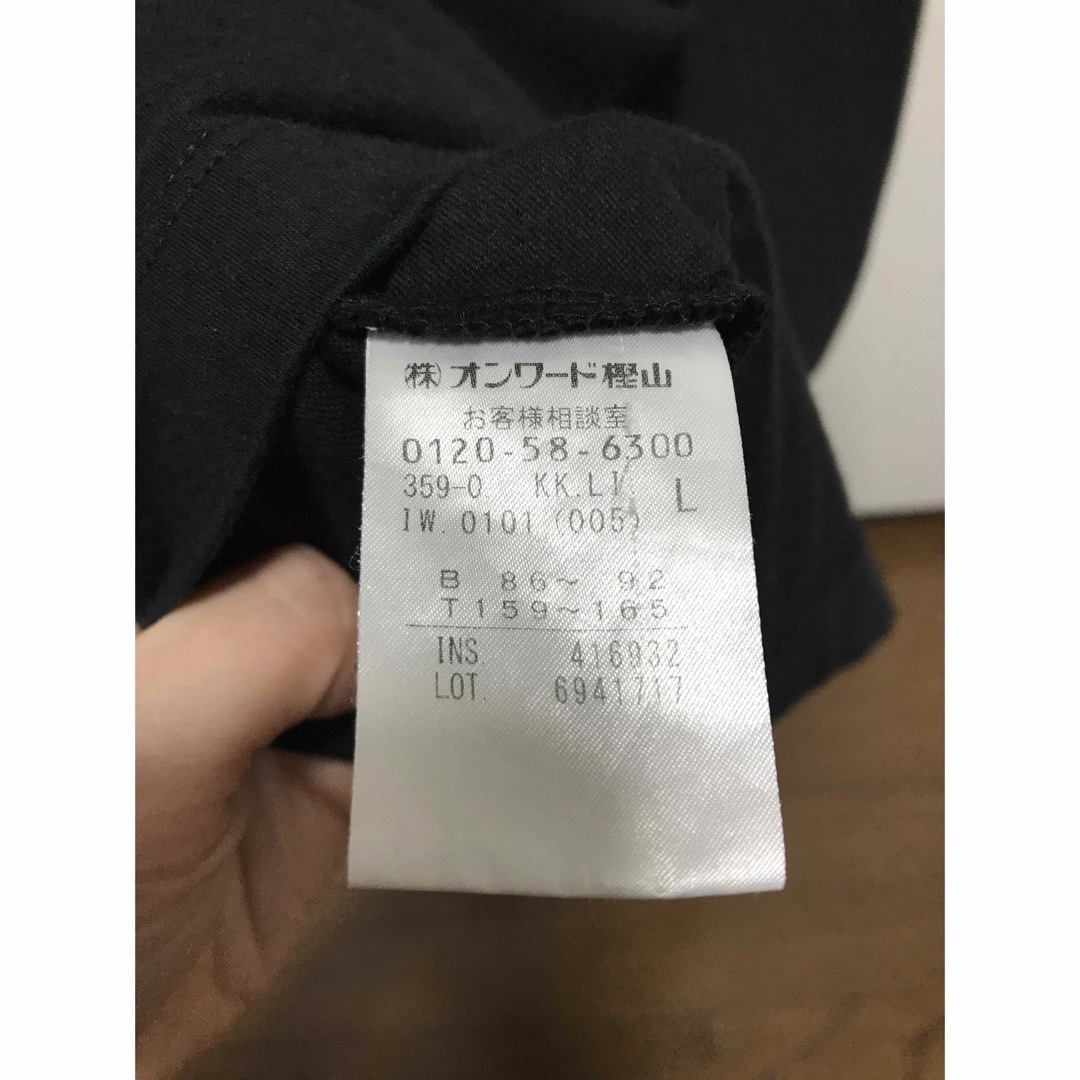 ㈱オンワード樫山
お客様相談室
0120-58-6300
359-0 KK.LI L
IW.0101(005)
B 86～ 92
T159～165
INS 416932
LOT. 6941717